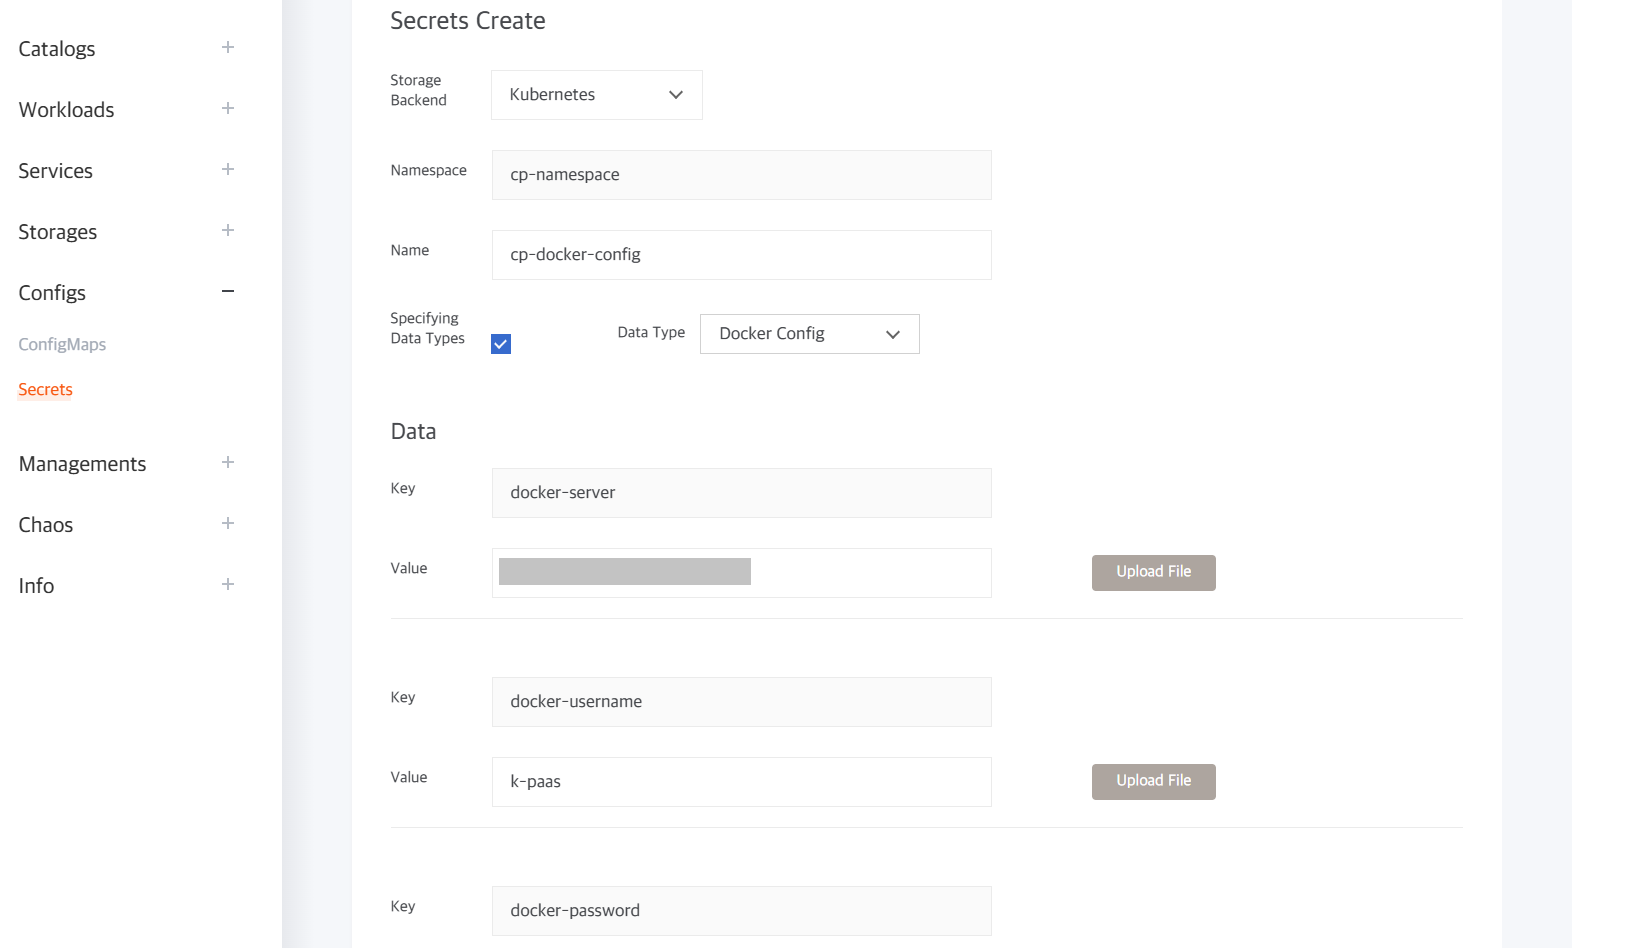 Catalogs
Workloads
Services
Storages
Configs
ConfigMaps
Secrets
Managements
Chaos
Info
Secrets Create
Storage
Backend
Kubernetes
Namespace
cp-namespace
Name
cp-docker-config
Specifying
Data Types
Data Type
Docker Config
Data
Key
docker-server
Value
Upload File
Key
docker-username
Value
k-paas
Upload File
Key
docker-password